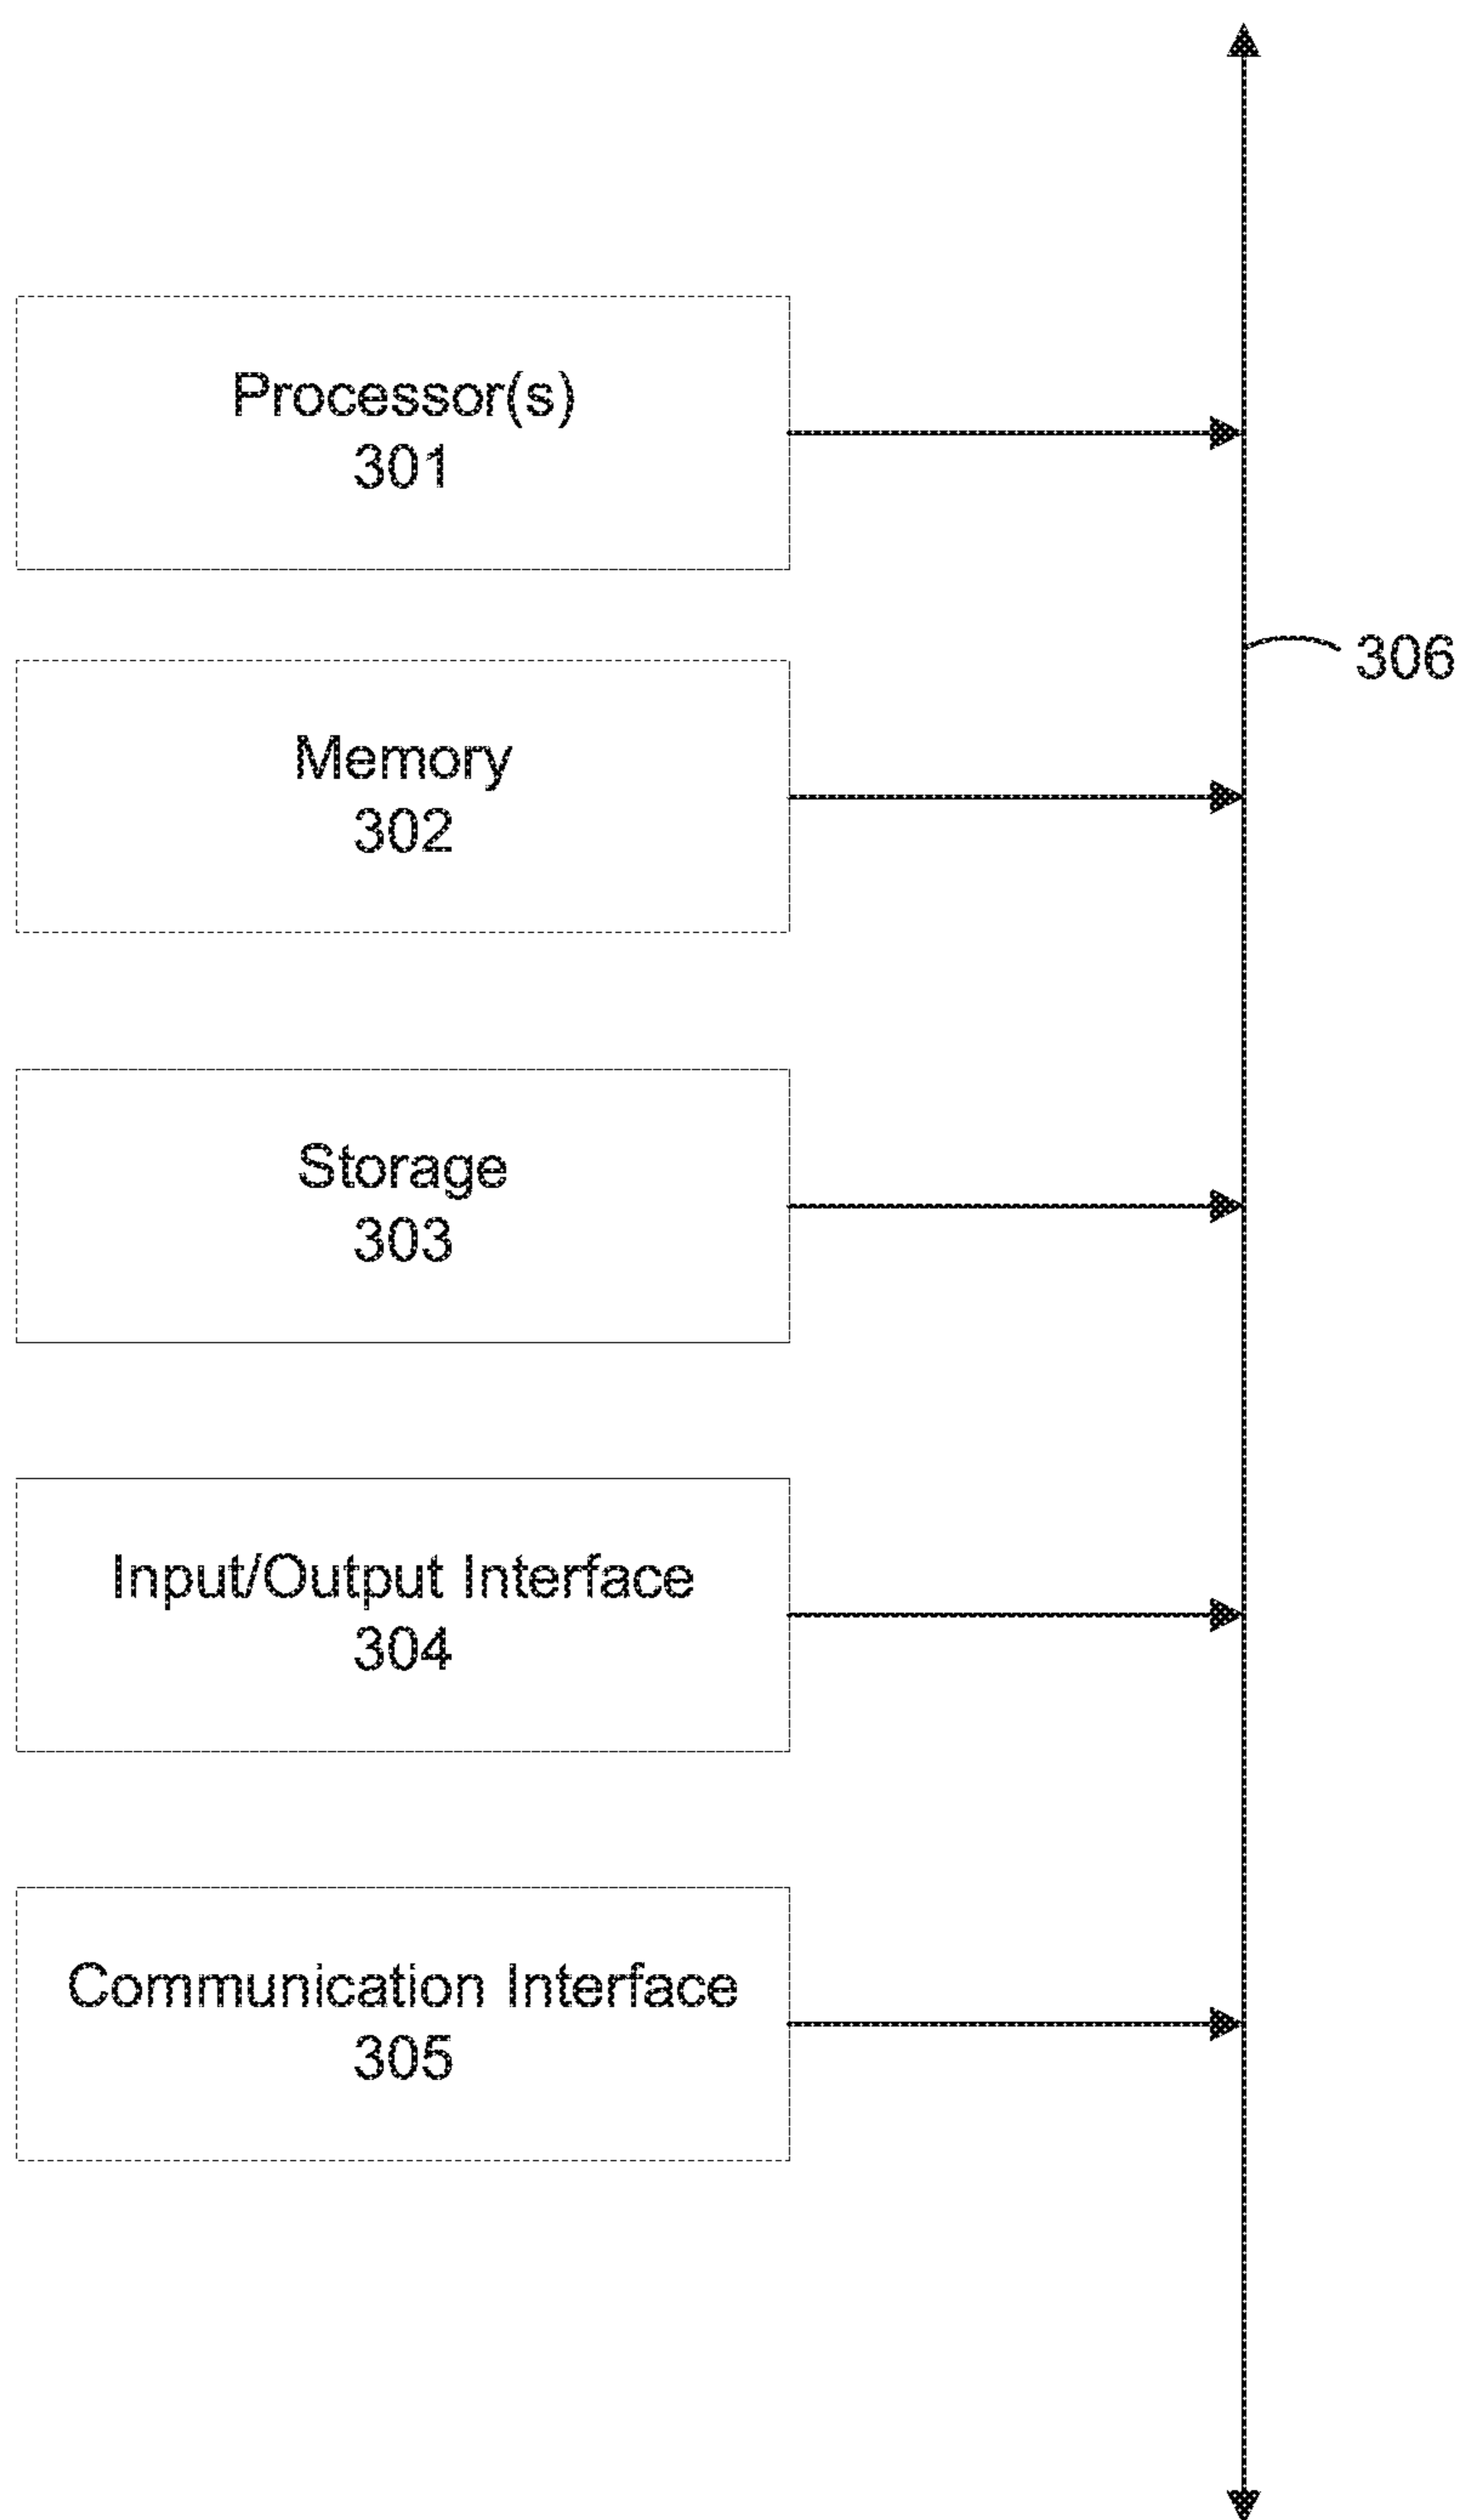 Processor(s)
301
306
Memory
302
Storage
303
Input/Output Interface
304
Communication Interface
305